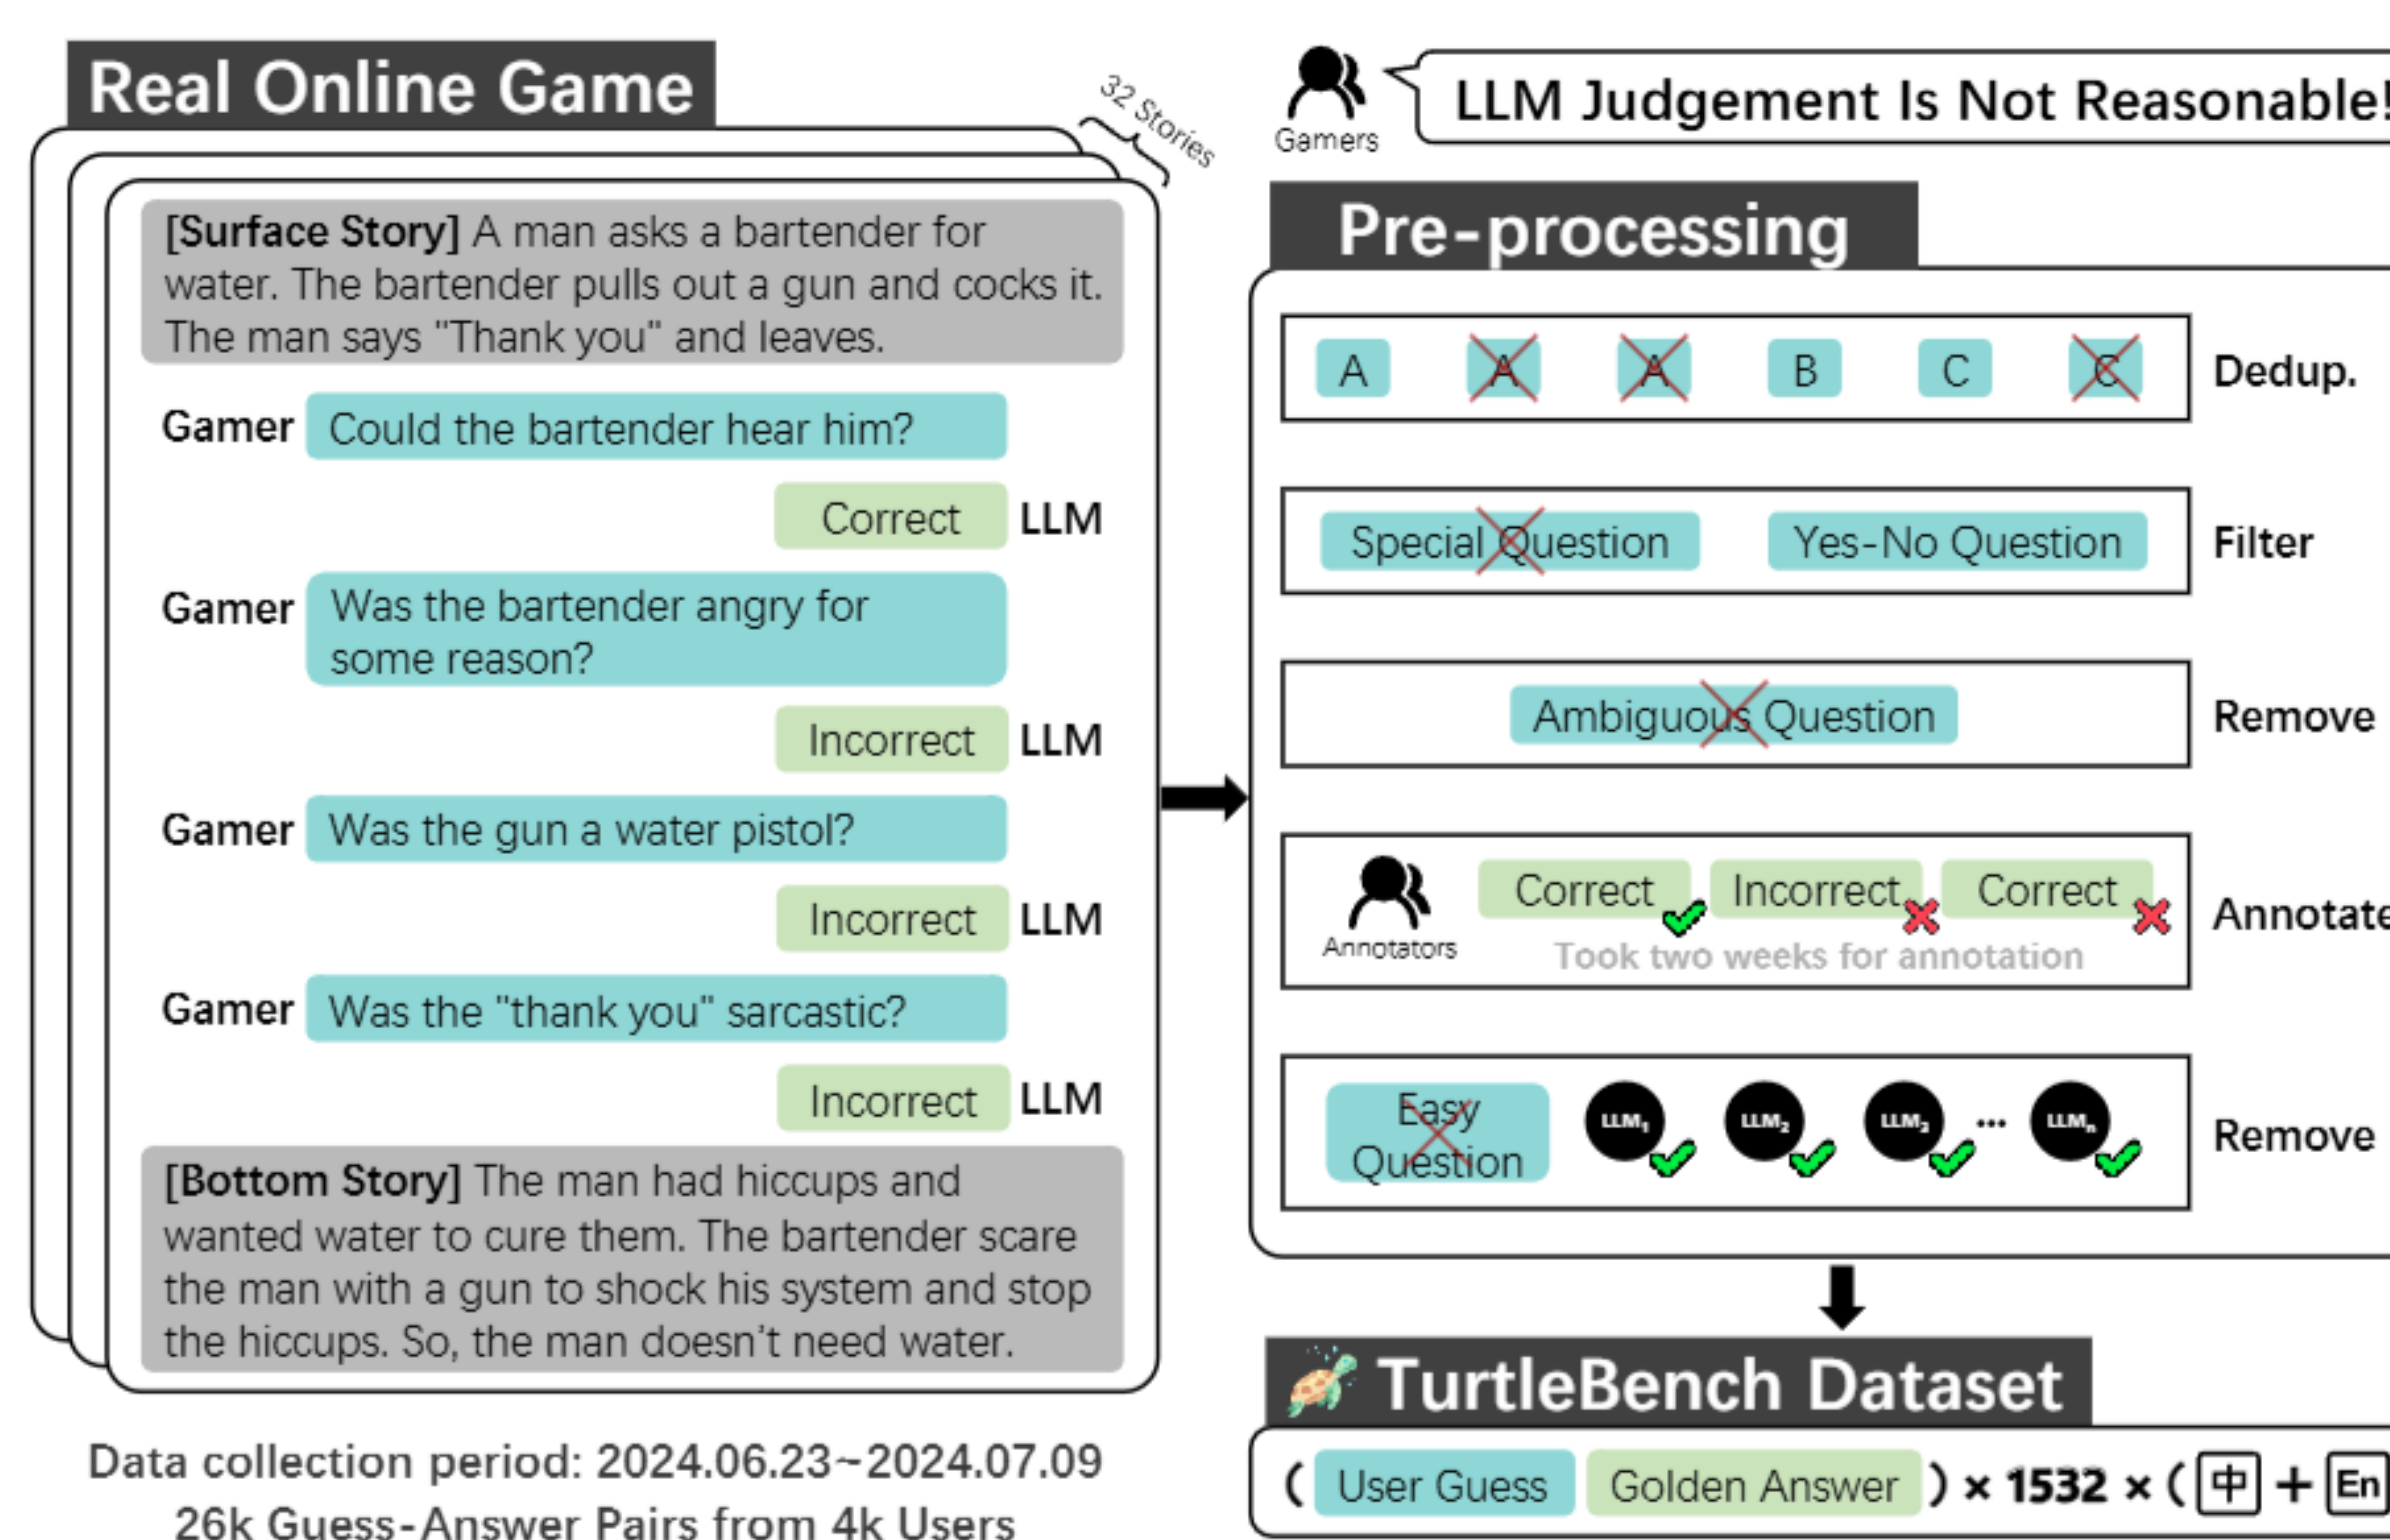 Real Online Game
32 Stories
[Surface Story] A man asks a bartender for
water. The bartender pulls out a gun and cocks it.
The man says "Thank you" and leaves.
Gamer Could the bartender hear him?
Correct LLM
Gamer Was the bartender angry for
some reason?
Incorrect LLM
Gamer Was the gun a water pistol?
Incorrect LLM
Gamer Was the "thank you" sarcastic?
Incorrect LLM
[Bottom Story] The man had hiccups and
wanted water to cure them. The bartender scare
the man with a gun to shock his system and stop
the hiccups. So, the man doesn't need water.
Data collection period: 2024.06.23~2024.07.09
26k Guess-Answer Pairs from 4k Users
Gamers
LLM Judgement Is Not Reasonable!
Pre-processing
A A A B C C Dedup.
Special Question Yes-No Question Filter
Ambiguous Question Remove
Annotators
Correct Incorrect Correct Annotate
Took two weeks for annotation
Easy
Question
LLM₁ LLM₂ LLM₃ ... LLMₙ Remove
TurtleBench Dataset
( User Guess Golden Answer ) × 1532 × ( 中 + En